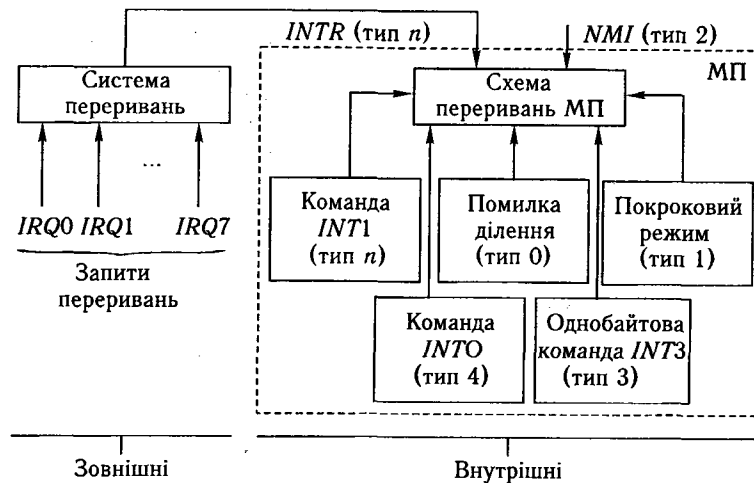 INTR (тип n)
NMI (тип 2)
МП
Система
переривань
Схема
переривань МП
...
IRQ0 IRQ1 IRQ7
Запити
переривань
Команда
INT1
(тип n)
Помилка
ділення
(тип 0)
Покроковий
режим
(тип 1)
Команда
INTO
(тип 4)
Однобайтова
команда INT3
(тип 3)
Зовнішні
Внутрішні